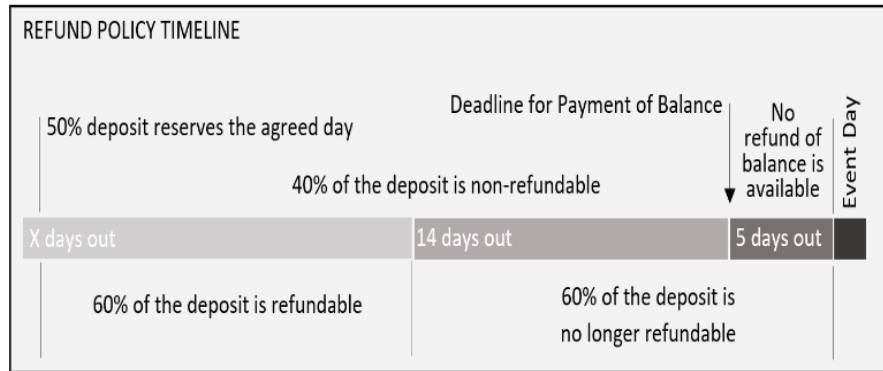 REFUND POLICY TIMELINE
50% deposit reserves the agreed day
Deadline for Payment of Balance
No
refund of
balance is
available
Event Day
40% of the deposit is non-refundable
X days out
14 days out
5 days out
60% of the deposit is refundable
60% of the deposit is
no longer refundable